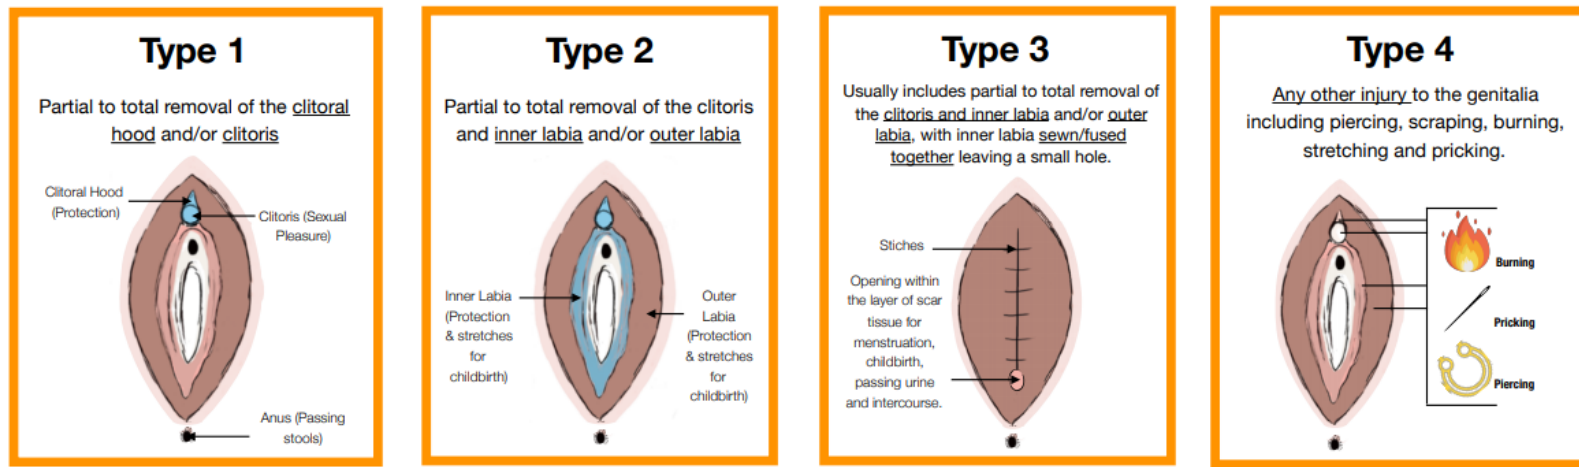 Type 1
Partial to total removal of the clitoral
hood and/or clitoris
Clitoral Hood
(Protection)
Clitoris (Sexual
Pleasure)
Anus (Passing
stools)
Type 2
Partial to total removal of the clitoris
and inner labia and/or outer labia
Inner Labia
(Protection
& stretches
for
childbirth)
Outer
Labia
(Protection
& stretches
for
childbirth)
Type 3
Usually includes partial to total removal of
the clitoris and inner labia and/or outer
labia, with inner labia sewn/fused
together leaving a small hole.
Stiches
Opening within
the layer of scar
tissue for
menstruation,
childbirth,
passing urine
and intercourse.
Type 4
Any other injury to the genitalia
including piercing, scraping, burning,
stretching and pricking.
Burning
Pricking
Piercing